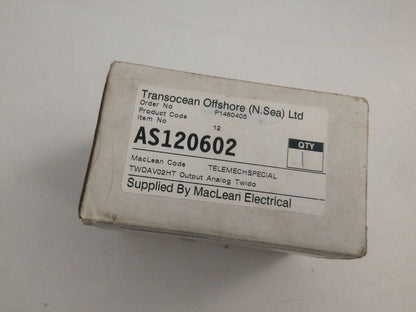 Transocean Offshore (N.Sea) Ltd
Order No P1460405
Product Code
Item No 12
AS120602
QTY
1
MacLean Code TELEMECHSPECIAL
TWDAV02HT Output Analog Twido
Supplied By MacLean Electrical